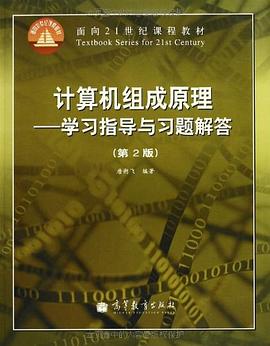 面向21世纪课程教材
Textbook Series for 21st Century
计算机组成原理
——学习指导与习题解答
(第2版)
唐朔飞 编著
高等教育出版社